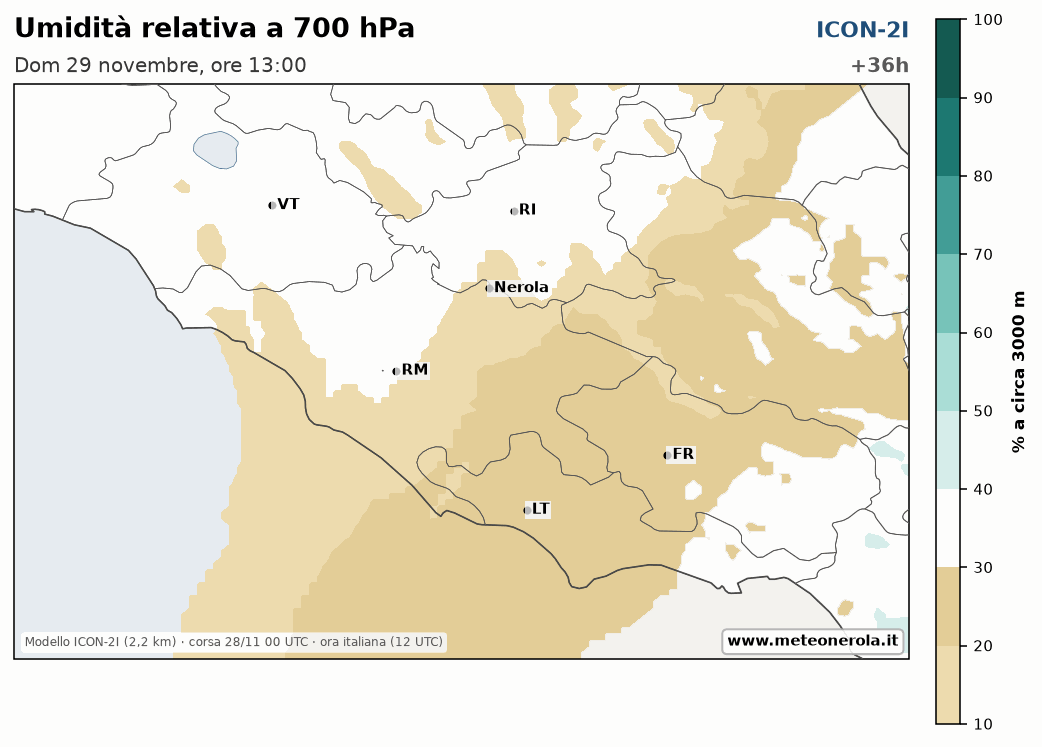 Umidità relativa a 700 hPa
ICON-2I
Dom 29 novembre, ore 13:00
+36h
VT
RI
Nerola
RM
FR
LT
Modello ICON-2I (2,2 km) · corsa 28/11 00 UTC · ora italiana (12 UTC)
www.meteonerola.it
100
90
80
70
60
50
40
30
20
10
% a circa 3000 m